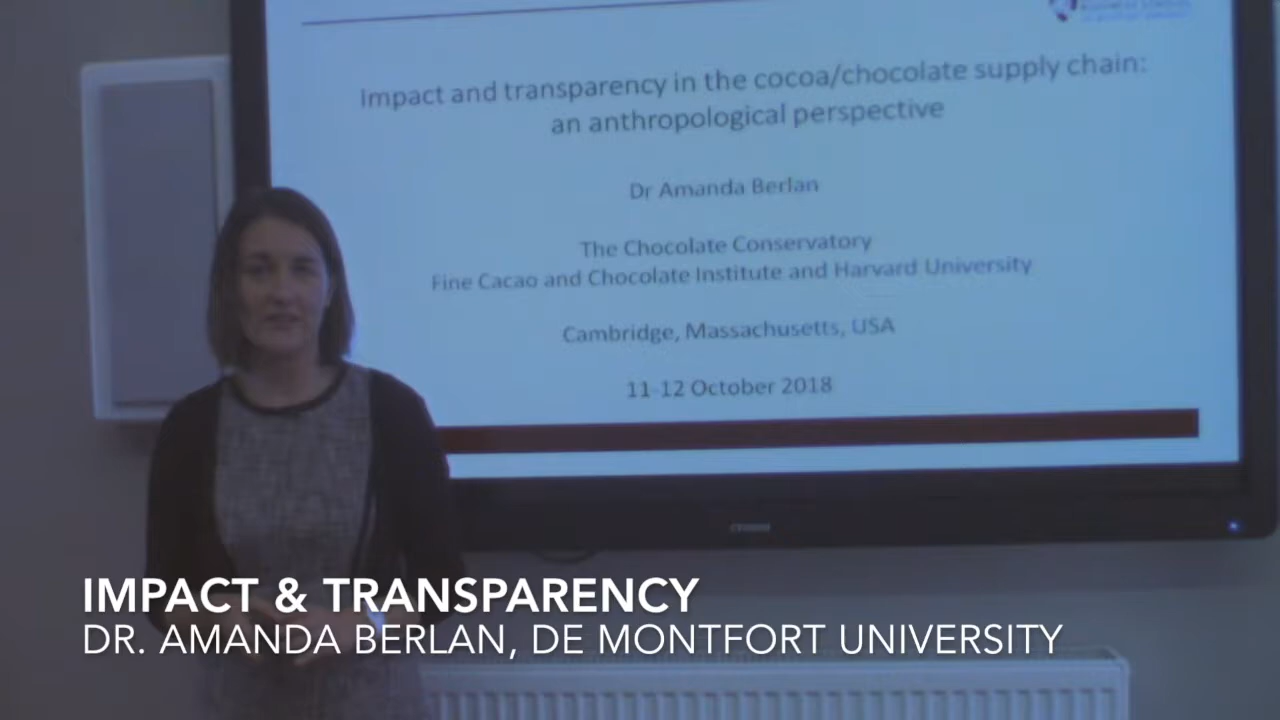 Impact and transparency in the cocoa/chocolate supply chain:
an anthropological perspective
Dr Amanda Berlan
The Chocolate Conservatory
Fine Cacao and Chocolate Institute and Harvard University
Cambridge, Massachusetts, USA
11-12 October 2018
IMPACT & TRANSPARENCY
DR. AMANDA BERLAN, DE MONTFORT UNIVERSITY